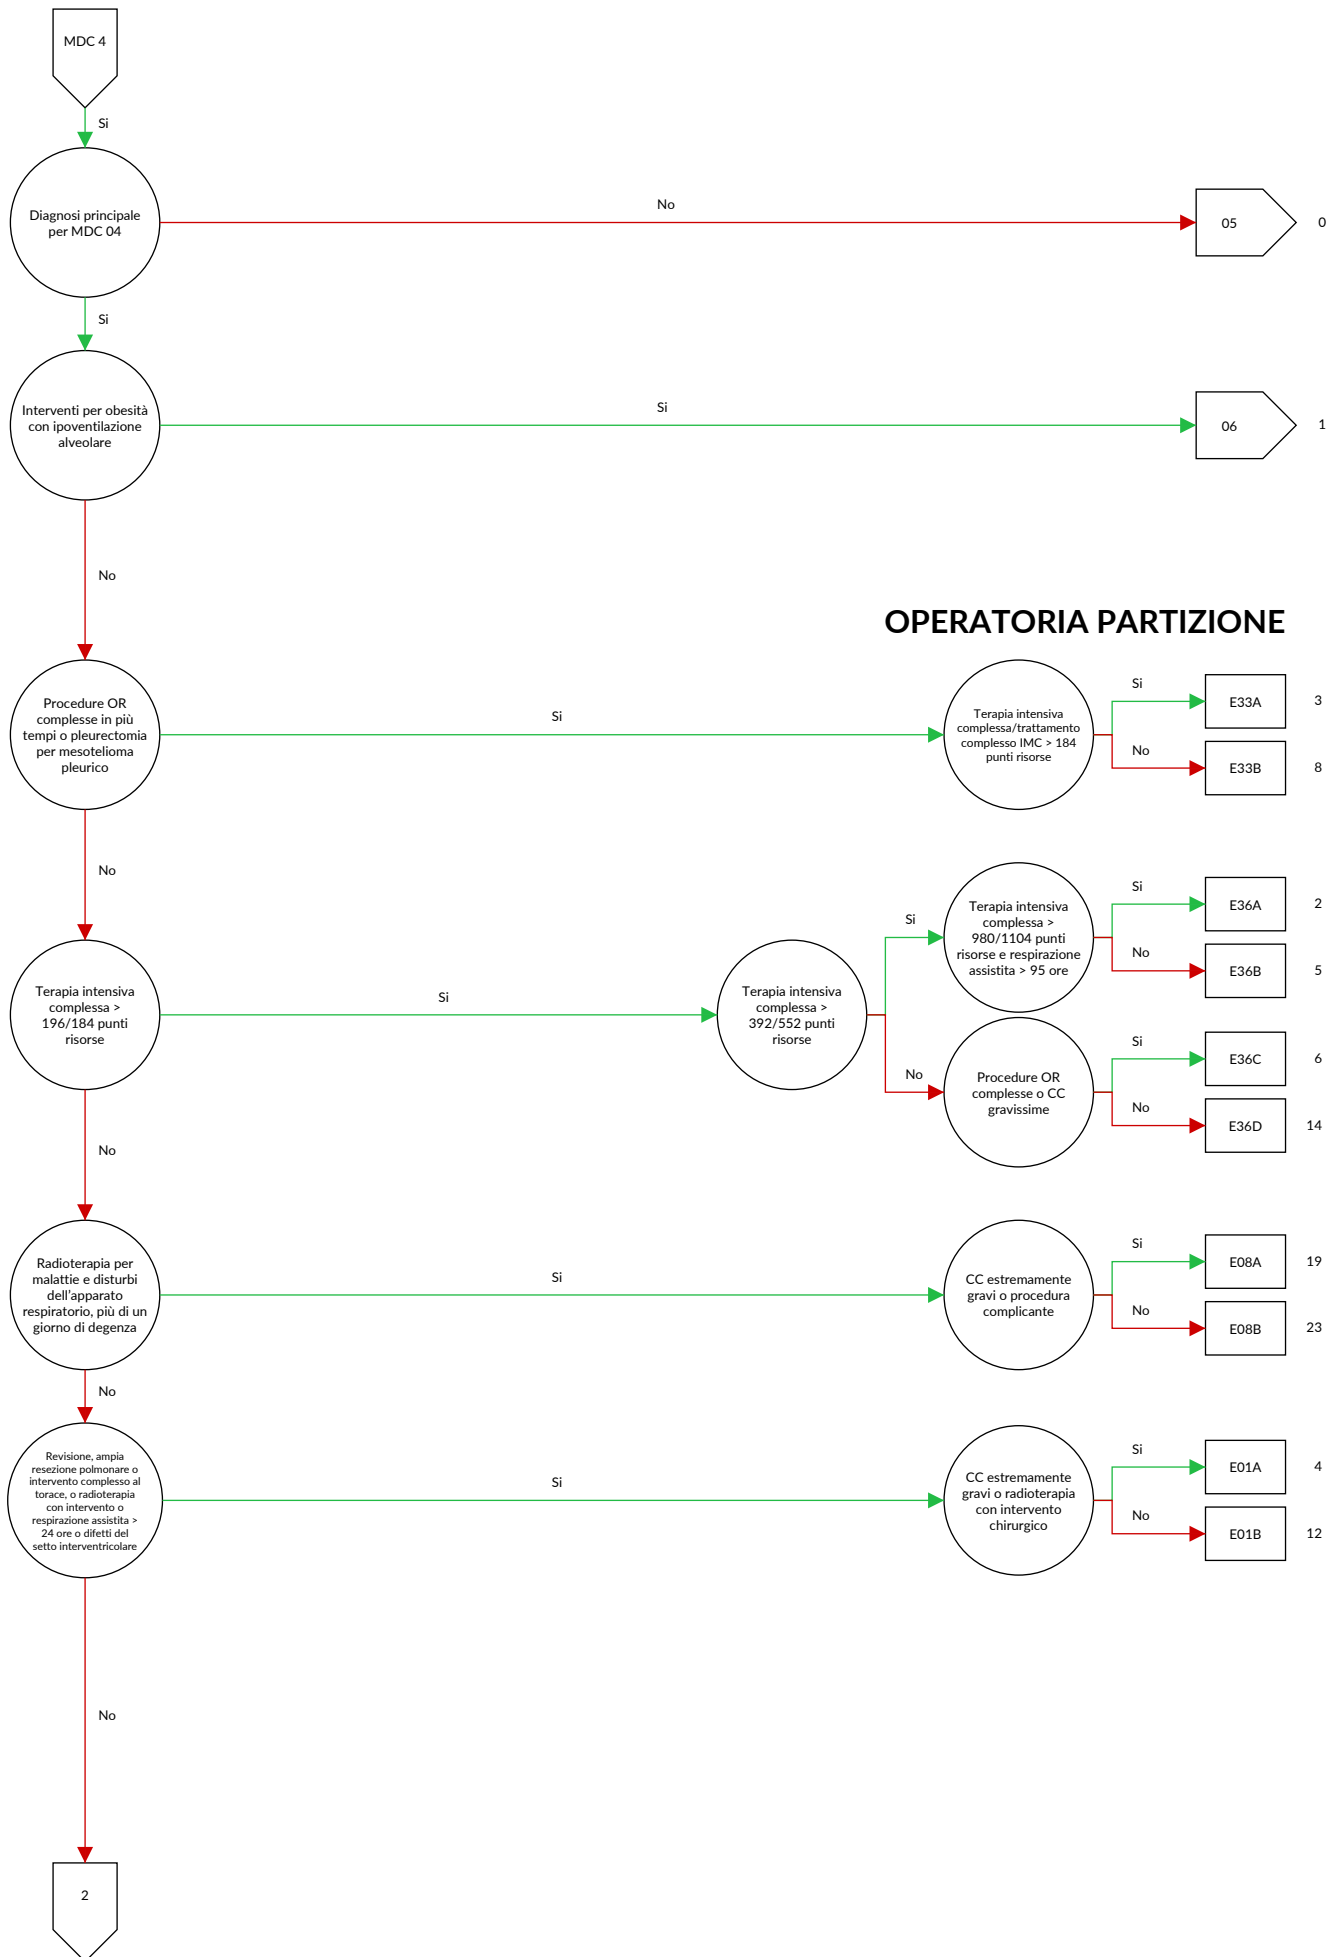 MDC 4
Si
Diagnosi principale
per MDC 04
No
05
0
Si
Interventi per obesità
con ipoventilazione
alveolare
Si
06
1
No
OPERATORIA PARTIZIONE
Procedure OR
complesse in più
tempi o pleurectomia
per mesotelioma
pleurico
Si
Terapia intensiva
complessa/trattamento
complesso IMC > 184
punti risorse
Si
E33A
3
No
E33B
8
No
Terapia intensiva
complessa >
196/184 punti
risorse
Si
Terapia intensiva
complessa >
392/552 punti
risorse
Si
Terapia intensiva
complessa >
980/1104 punti
risorse e respirazione
assistita > 95 ore
Si
E36A
2
No
E36B
5
No
Procedure OR
complesse o CC
gravissime
Si
E36C
6
No
E36D
14
No
Radioterapia per
malattie e disturbi
dell'apparato
respiratorio, più di un
giorno di degenza
Si
CC estremamente
gravi o procedura
complicante
Si
E08A
19
No
E08B
23
No
Revisione, ampia
resezione polmonare o
intervento complesso al
torace, o radioterapia
con intervento o
respirazione assistita >
24 ore o difetti del
setto interventricolare
Si
CC estremamente
gravi o radioterapia
con intervento
chirurgico
Si
E01A
4
No
E01B
12
No
2